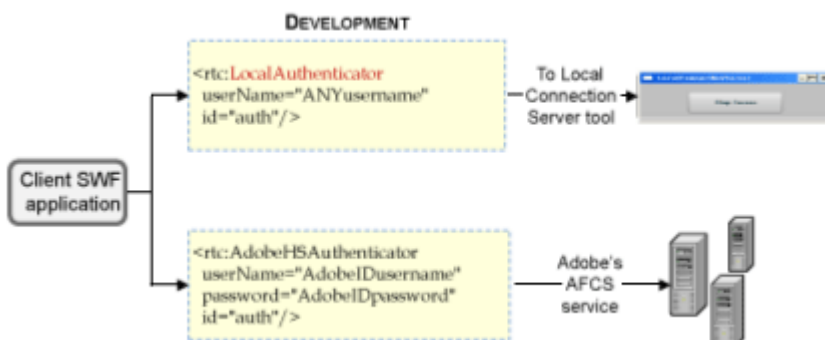 DEVELOPMENT
<rtc:LocalAuthenticator
userName="ANYusername"
id="auth"/>
To Local
Connection
Server tool
Client SWF
application
<rtc:AdobeHSAuthenticator
userName="AdobeIDusername"
password="AdobeIDpassword"
id="auth"/>
Adobe's
AFCS
service